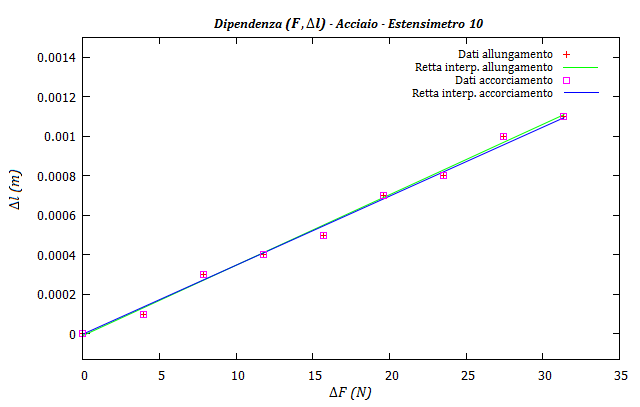 Dipendenza (F, Δl) - Acciaio - Estensimetro 10
Dati allungamento
Retta interp. allungamento
Dati accorciamento
Retta interp. accorciamento
0.0014
0.0012
0.001
0.0008
0.0006
0.0004
0.0002
0
Δl (m)
0 5 10 15 20 25 30 35
ΔF (N)